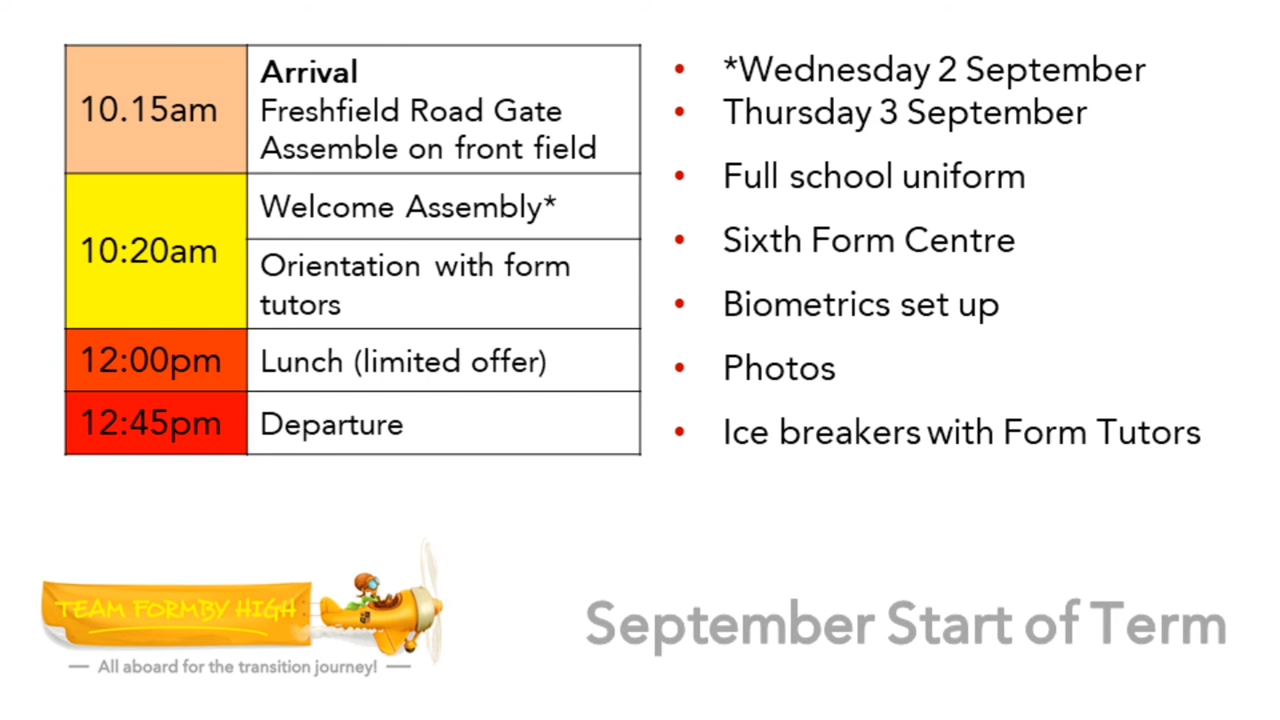 10.15am
Arrival
Freshfield Road Gate
Assemble on front field
10:20am
Welcome Assembly*
Orientation with form
tutors
12:00pm
Lunch (limited offer)
12:45pm
Departure
*Wednesday 2 September
Thursday 3 September
Full school uniform
Sixth Form Centre
Biometrics set up
Photos
Ice breakers with Form Tutors
TEAM FORMBY HIGH
All aboard for the transition journey!
September Start of Term